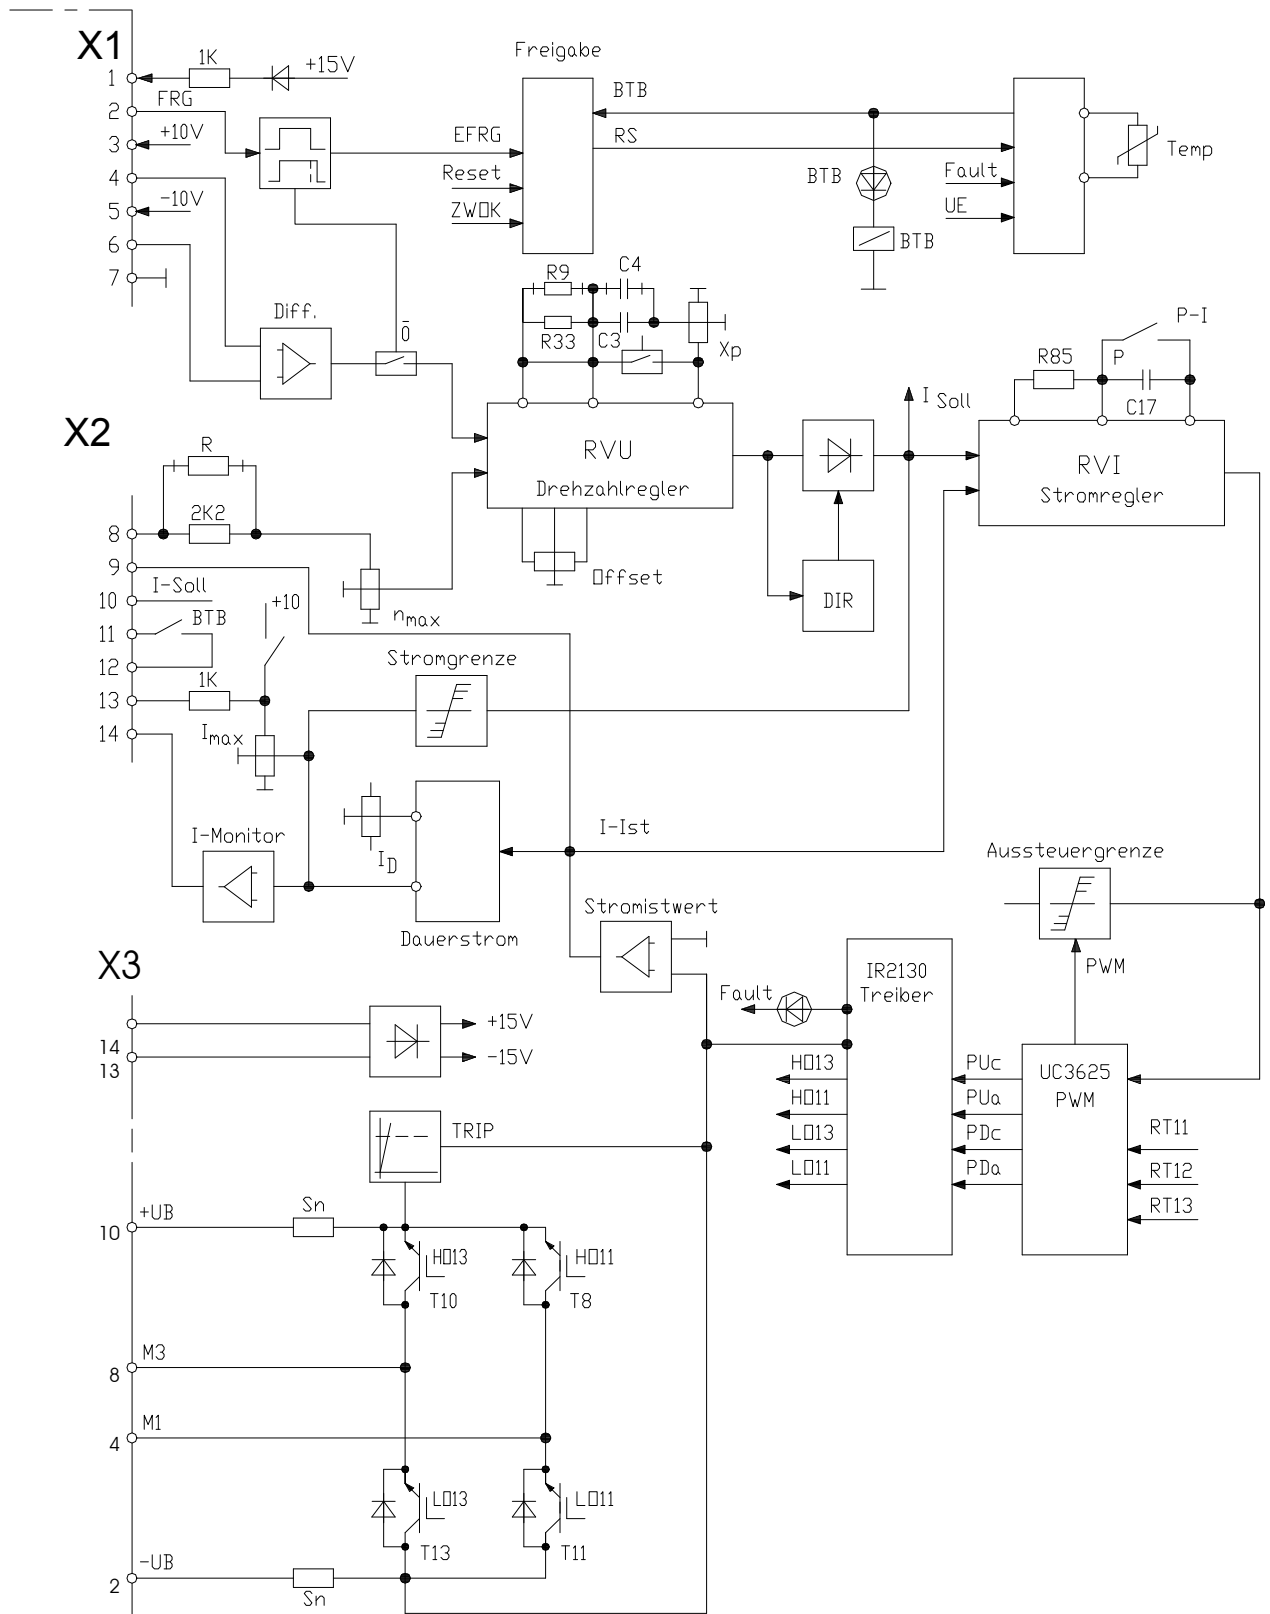 X1
1
1K
+15V
2
FRG
3
+10V
4
5
-10V
6
7
Freigabe
EFRG
Reset
ZWOK
BTB
RS
BTB
BTB
Fault
UE
Temp
Diff.
0
R9
C4
R33
C3
Xp
RVU
Drehzahlregler
Offset
DIR
I Soll
R85
P
P-I
C17
RVI
Stromregler
X2
R
2K2
8
9
10
I-Soll
11
BTB
12
13
1K
14
+10
nmax
Stromgrenze
Imax
I-Monitor
ID
Dauerstrom
I-Ist
Stromistwert
Aussteuergrenze
PWM
X3
14
13
+15V
-15V
TRIP
Fault
IR2130
Treiber
HO13
HO11
LO13
LO11
PUc
PUa
PDc
PDa
UC3625
PWM
RT11
RT12
RT13
10
+UB
Sn
HO13
T10
HO11
T8
8
M3
4
M1
LO13
T13
LO11
T11
2
-UB
Sn